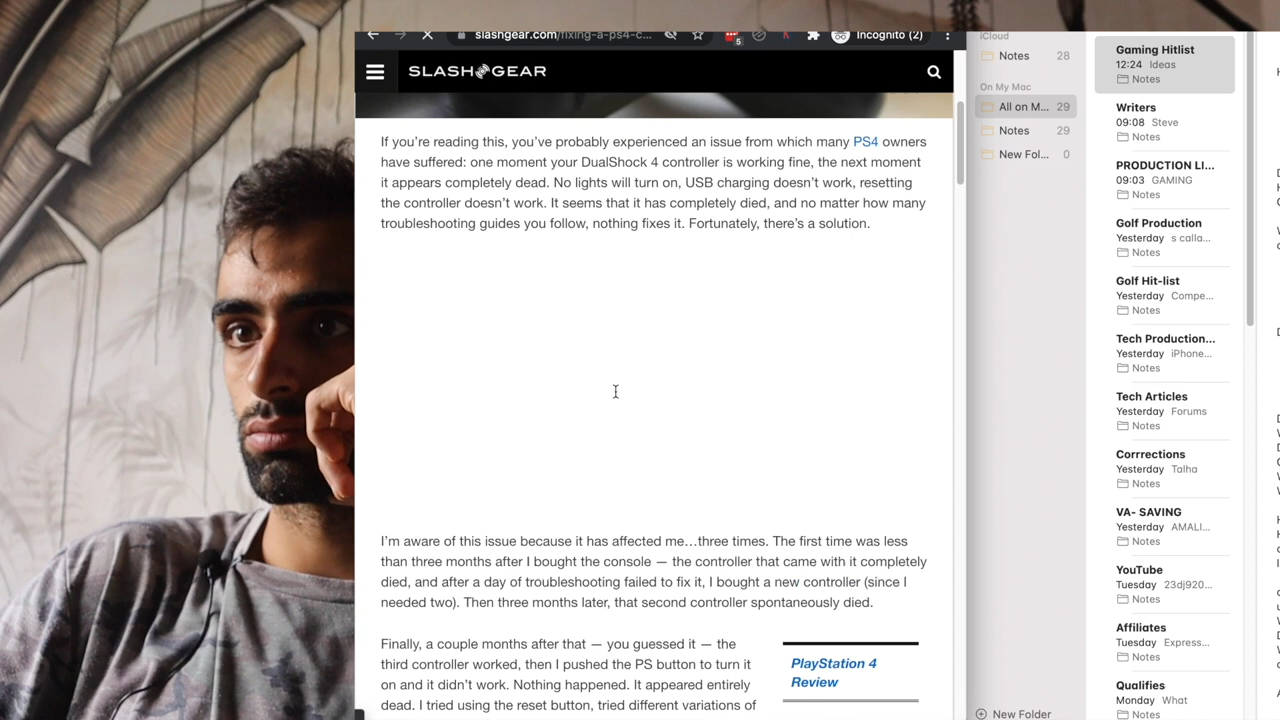 slashgear.com/fixing-a-ps4-c...
5
Incognito (2)
SLASHGEAR
If you're reading this, you've probably experienced an issue from which many PS4 owners
have suffered: one moment your DualShock 4 controller is working fine, the next moment
it appears completely dead. No lights will turn on, USB charging doesn't work, resetting
the controller doesn't work. It seems that it has completely died, and no matter how many
troubleshooting guides you follow, nothing fixes it. Fortunately, there's a solution.
I'm aware of this issue because it has affected me…three times. The first time was less
than three months after I bought the console — the controller that came with it completely
died, and after a day of troubleshooting failed to fix it, I bought a new controller (since I
needed two). Then three months later, that second controller spontaneously died.
Finally, a couple months after that — you guessed it — the
third controller worked, then I pushed the PS button to turn it
on and it didn't work. Nothing happened. It appeared entirely
dead. I tried using the reset button, tried different variations of
PlayStation 4
Review
iCloud
Notes 28
On My Mac
All on M... 29
Notes 29
New Fol... 0
New Folder
Gaming Hitlist
12:24 Ideas
Notes
Writers
09:08 Steve
Notes
PRODUCTION LI...
09:03 GAMING
Notes
Golf Production
Yesterday s calla...
Notes
Golf Hit-list
Yesterday Compe...
Notes
Tech Production...
Yesterday iPhone...
Notes
Tech Articles
Yesterday Forums
Notes
Corrrections
Yesterday Talha
Notes
VA- SAVING
Yesterday AMALI...
Notes
YouTube
Tuesday 23dj920...
Notes
Affiliates
Tuesday Express...
Notes
Qualifies
Monday What
Notes